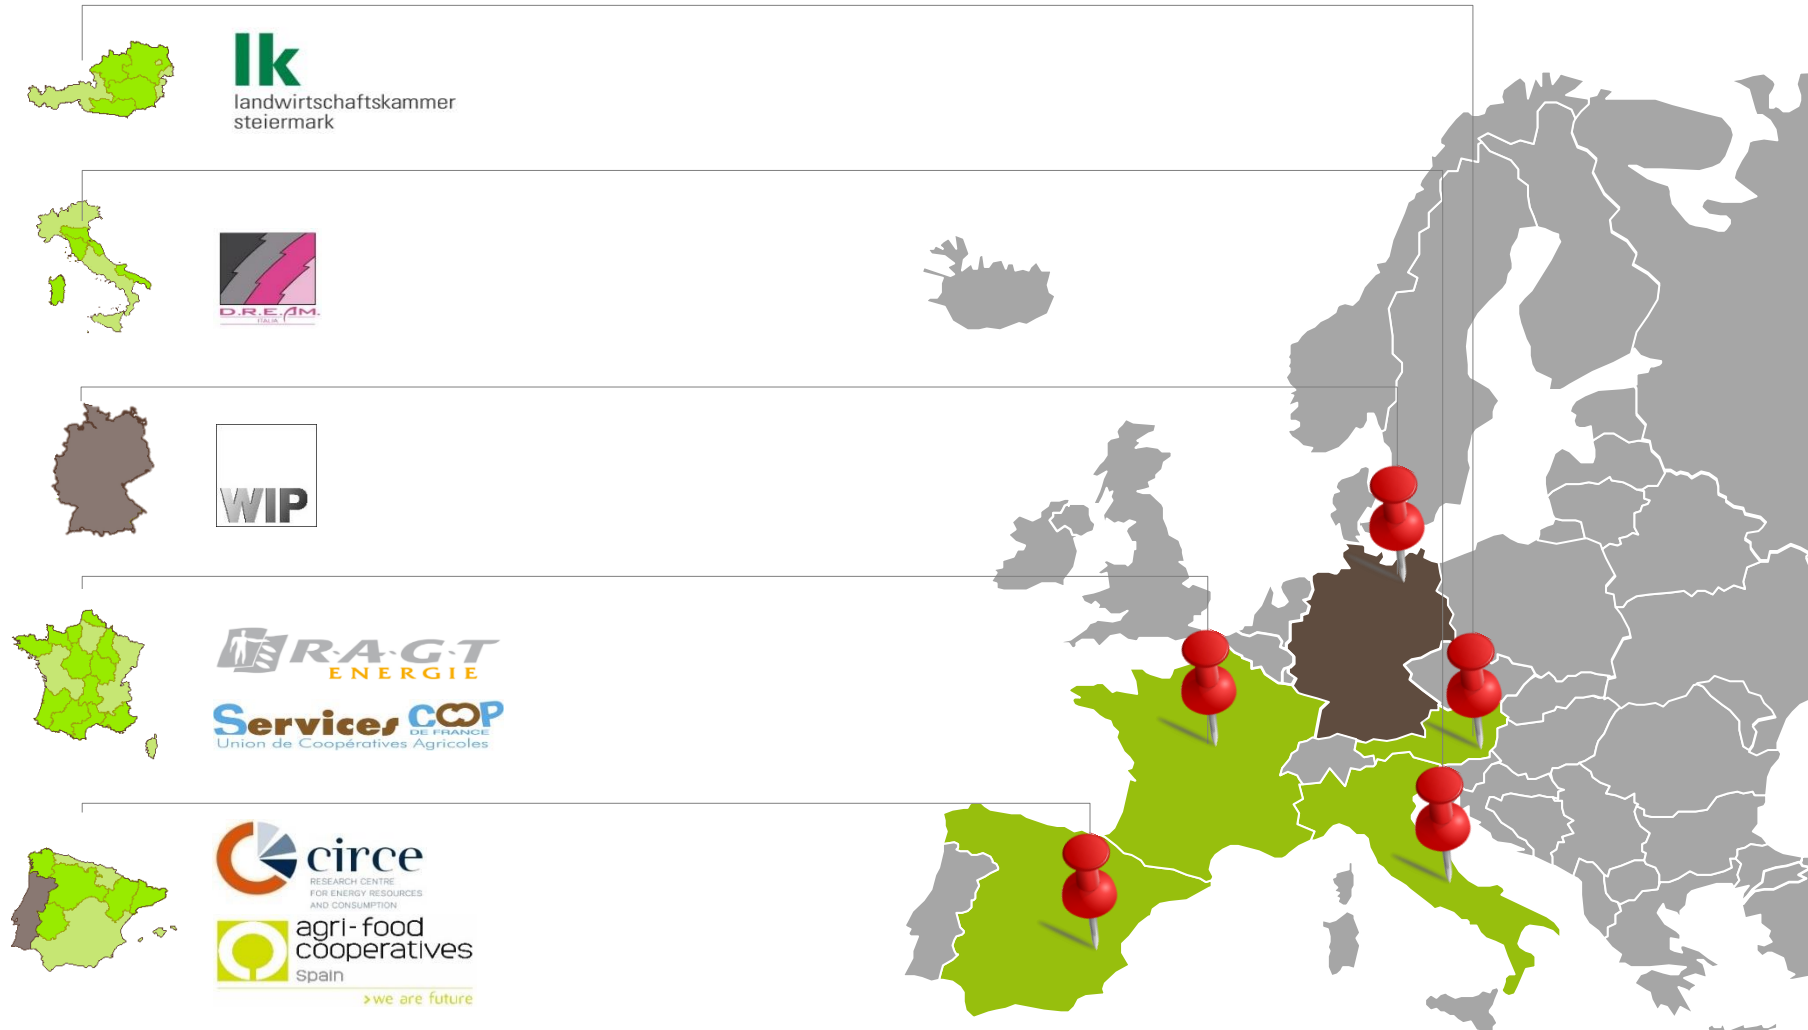 lk
landwirtschaftskammer
steiermark
D.R.E.AM.
ITALIA
WIP
R·A·G·T
ENERGIE
Services COOP
DE FRANCE
Union de Coopératives Agricoles
circe
RESEARCH CENTRE
FOR ENERGY RESOURCES
AND CONSUMPTION
agri-food
cooperatives
Spain
>we are future